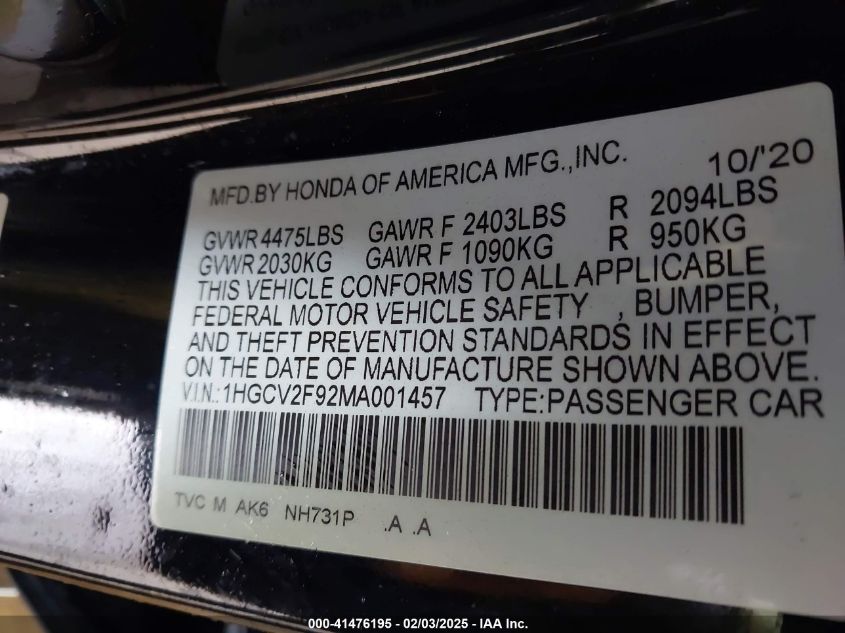 MFD.BY HONDA OF AMERICA MFG.,INC. 10/'20
GVWR 4475LBS GAWR F 2403LBS R 2094LBS
GVWR 2030KG GAWR F 1090KG R 950KG
THIS VEHICLE CONFORMS TO ALL APPLICABLE
FEDERAL MOTOR VEHICLE SAFETY , BUMPER,
AND THEFT PREVENTION STANDARDS IN EFFECT
ON THE DATE OF MANUFACTURE SHOWN ABOVE.
V.I.N.: 1HGCV2F92MA001457 TYPE:PASSENGER CAR
TVC M AK6 NH731P .A .A
000-41476195 - 02/03/2025 - IAA Inc.